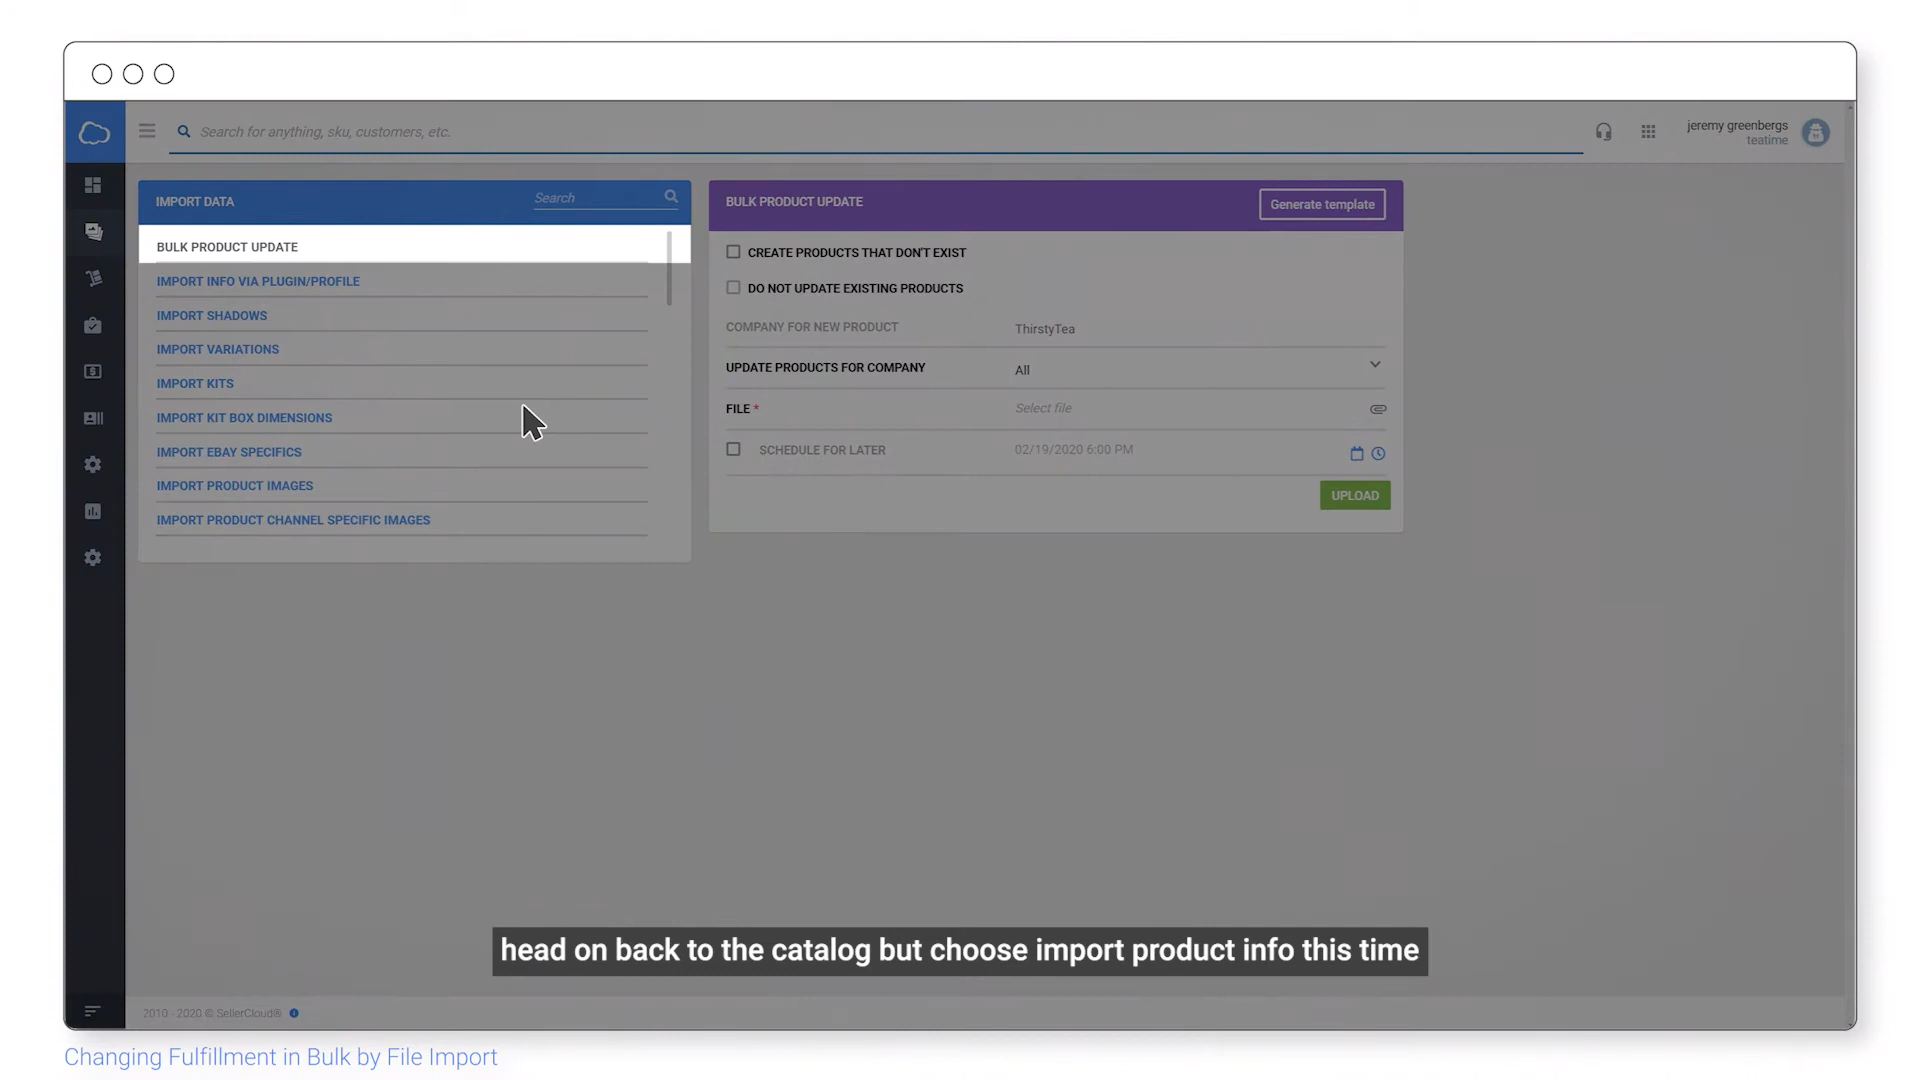 Search for anything, sku, customers, etc.
jeremy greenbergs
teatime
IMPORT DATA
Search
BULK PRODUCT UPDATE
IMPORT INFO VIA PLUGIN/PROFILE
IMPORT SHADOWS
IMPORT VARIATIONS
IMPORT KITS
IMPORT KIT BOX DIMENSIONS
IMPORT EBAY SPECIFICS
IMPORT PRODUCT IMAGES
IMPORT PRODUCT CHANNEL SPECIFIC IMAGES
BULK PRODUCT UPDATE
Generate template
CREATE PRODUCTS THAT DON'T EXIST
DO NOT UPDATE EXISTING PRODUCTS
COMPANY FOR NEW PRODUCT ThirstyTea
UPDATE PRODUCTS FOR COMPANY All
FILE * Select file
SCHEDULE FOR LATER 02/19/2020 6:00 PM
UPLOAD
head on back to the catalog but choose import product info this time
2010 - 2020 © SellerCloud®
Changing Fulfillment in Bulk by File Import